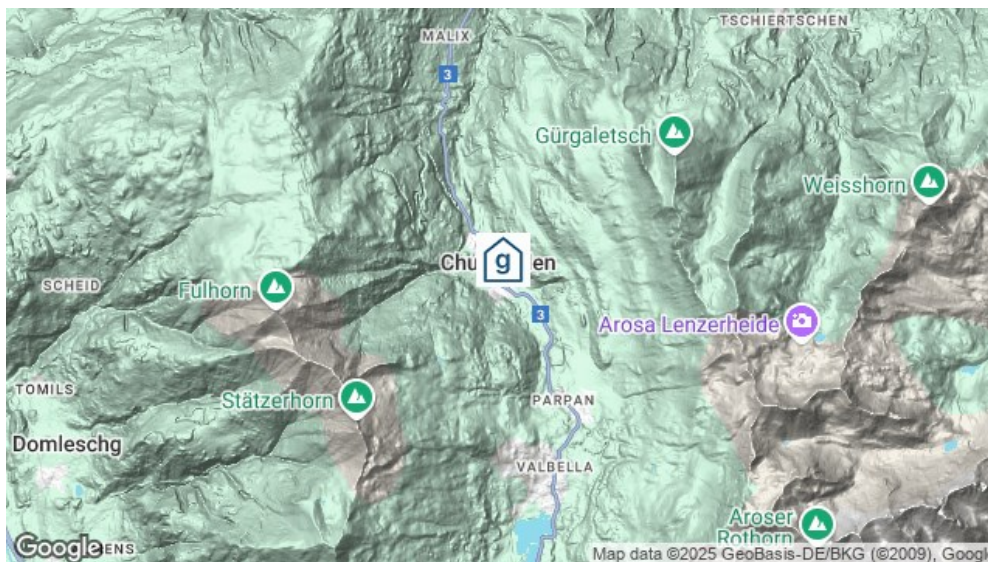 TSCHIERTSCHEN
MALIX
3
Gürgaletsch
Weisshorn
g
SCHEID
Fulhorn
3
Arosa Lenzerheide
TOMILS
Stätzerhorn
PARPAN
Domleschg
VALBELLA
Aroser
Rothorn
Google
Map data ©2025 GeoBasis-DE/BKG (©2009), Google